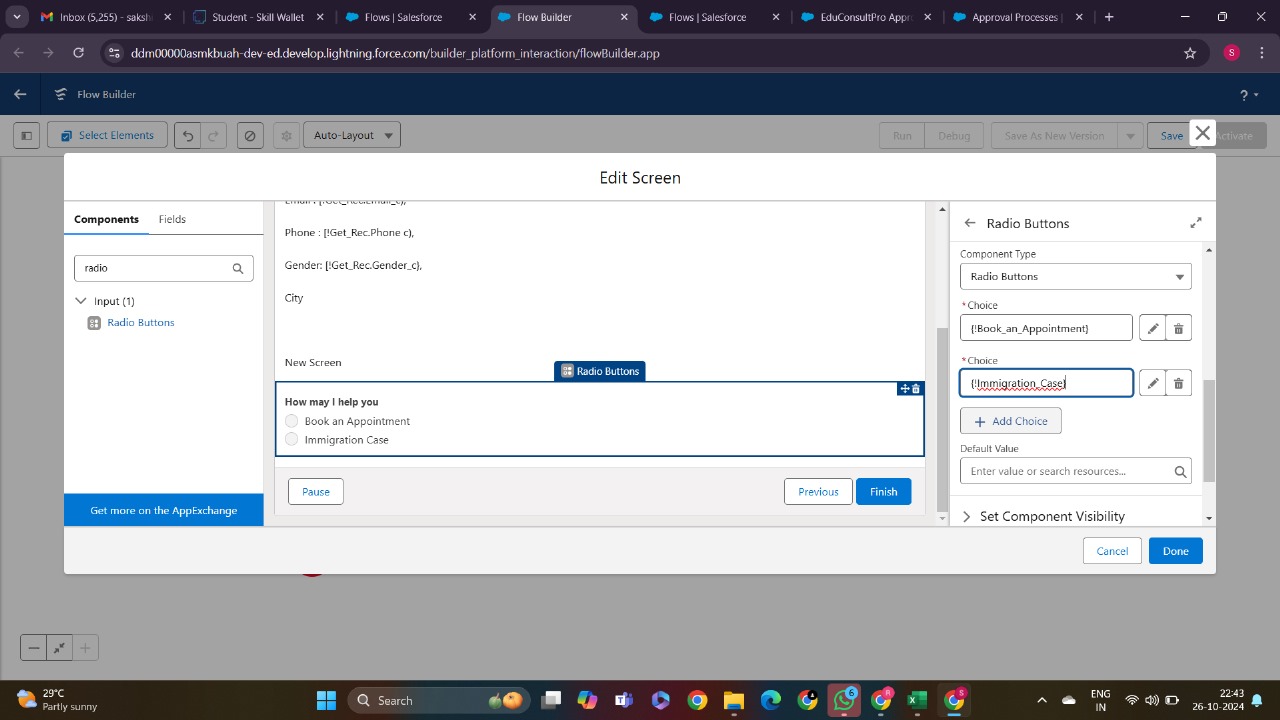 Inbox (5,255) - saksh
Student - Skill Wallet
Flows | Salesforce
Flow Builder
Flows | Salesforce
EduConsultPro Appr
Approval Processes |
ddm00000asmkbuah-dev-ed.develop.lightning.force.com/builder_platform_interaction/flowBuilder.app
S
Flow Builder
?
Select Elements
Auto-Layout
Run
Debug
Save As New Version
Save
Activate
Edit Screen
Components
Fields
radio
Input (1)
Radio Buttons
Get more on the AppExchange
Email : [!Get_Rec.Email_c),
Phone : [!Get_Rec.Phone c),
Gender: [!Get_Rec.Gender_c},
City
New Screen
Radio Buttons
How may I help you
Book an Appointment
Immigration Case
Pause
Previous
Finish
Radio Buttons
Component Type
Radio Buttons
* Choice
{!Book_an_Appointment}
* Choice
{!Immigration_Case}
+ Add Choice
Default Value
Enter value or search resources...
Set Component Visibility
Cancel
Done
29°C
Partly sunny
Search
6
ENG
IN
22:43
26-10-2024